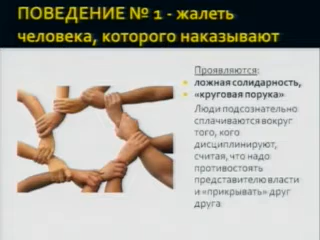 ПОВЕДЕНИЕ № 1 - жалеть
человека, которого наказывают
Проявляются:
ложная солидарность,
«круговая порука»
Люди подсознательно
сплачиваются вокруг
того, кого
дисциплинируют,
считая, что надо
противостоять
представителю власти
и «прикрывать» друг
друга